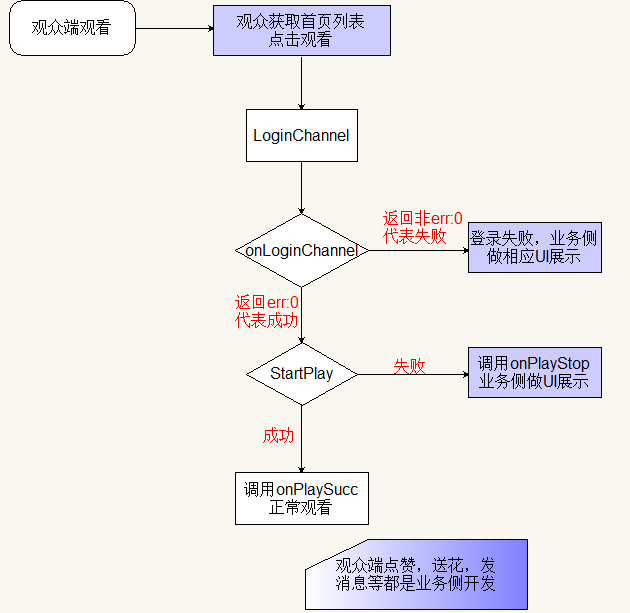 观众端观看
观众获取首页列表
点击观看
LoginChannel
onLoginChannel
返回非err:0
代表失败
登录失败，业务侧
做相应UI展示
返回err:0
代表成功
StartPlay
失败
调用onPlayStop
业务侧做UI展示
成功
调用onPlaySucc
正常观看
观众端点赞，送花，发
消息等都是业务侧开发